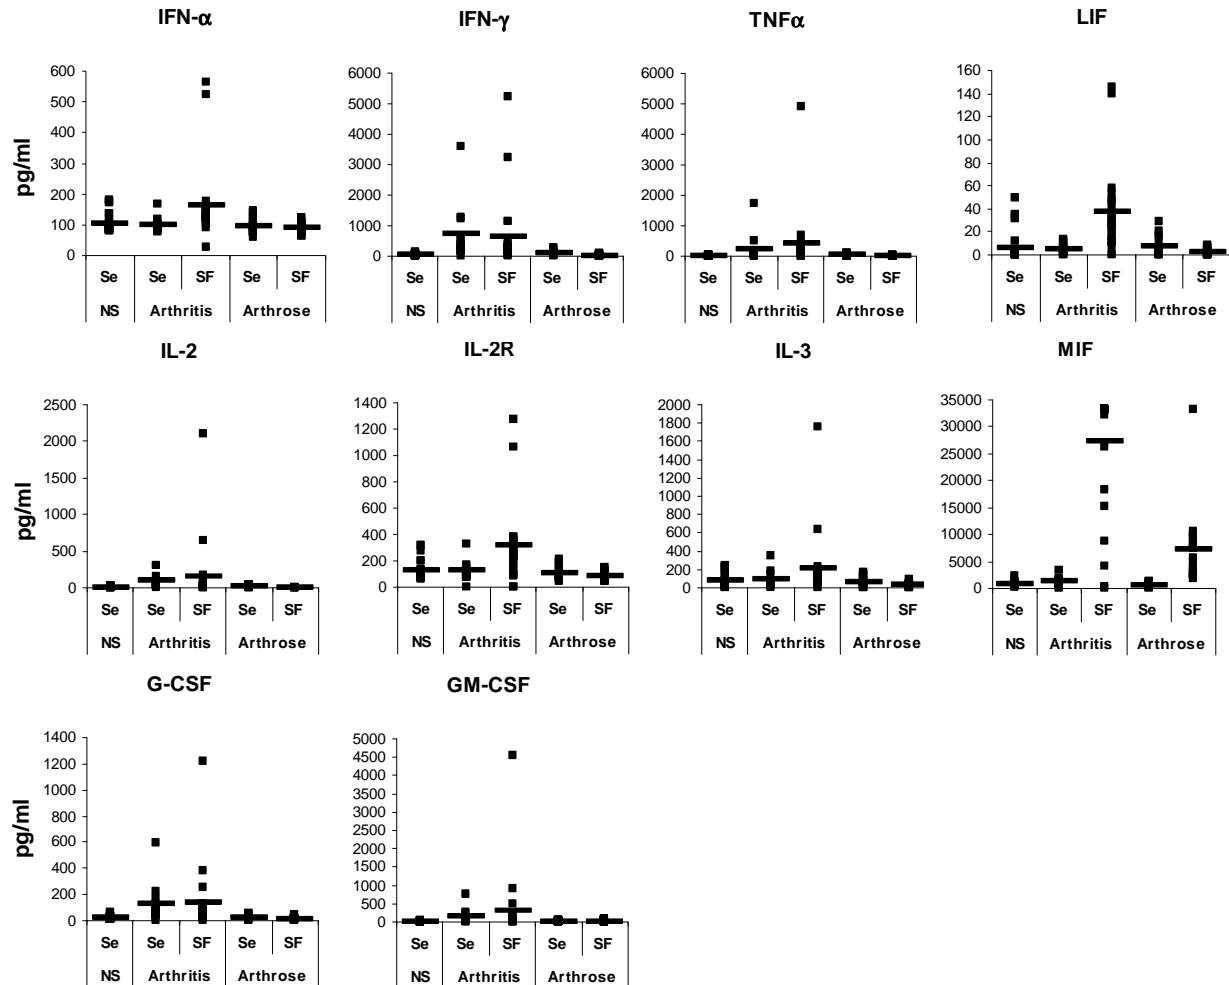 IFN-α
IFN-γ
TNFα
LIF
pg/ml
600
500
400
300
200
100
0
Se Se SF Se SF
NS Arthritis Arthrose
6000
5000
4000
3000
2000
1000
0
Se Se SF Se SF
NS Arthritis Arthrose
6000
5000
4000
3000
2000
1000
0
Se Se SF Se SF
NS Arthritis Arthrose
160
140
120
100
80
60
40
20
0
Se Se SF Se SF
NS Arthritis Arthrose
IL-2
IL-2R
IL-3
MIF
2500
2000
1500
1000
500
0
Se Se SF Se SF
NS Arthritis Arthrose
1400
1200
1000
800
600
400
200
0
Se Se SF Se SF
NS Arthritis Arthrose
2000
1800
1600
1400
1200
1000
800
600
400
200
0
Se Se SF Se SF
NS Arthritis Arthrose
35000
30000
25000
20000
15000
10000
5000
0
Se Se SF Se SF
NS Arthritis Arthrose
G-CSF
GM-CSF
pg/ml
1400
1200
1000
800
600
400
200
0
Se Se SF Se SF
NS Arthritis Arthrose
5000
4500
4000
3500
3000
2500
2000
1500
1000
500
0
Se Se SF Se SF
NS Arthritis Arthrose